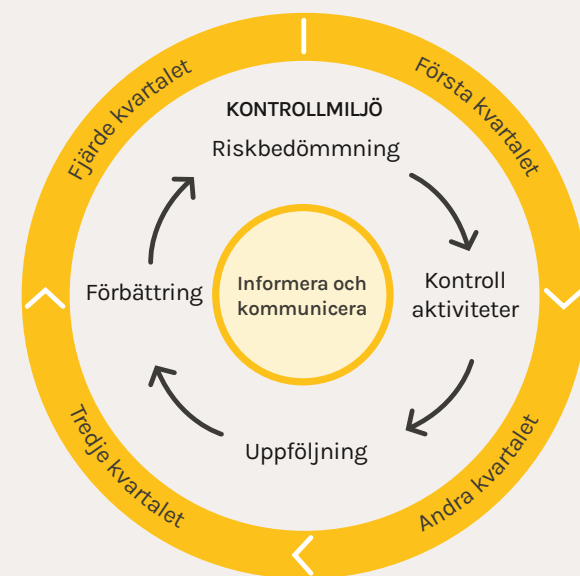 Fjärde kvartalet
Första kvartalet
KONTROLLMILJÖ
Riskbedömmning
Förbättring
Informera och
kommunicera
Kontroll
aktiviteter
Uppföljning
Tredje kvartalet
Andra kvartalet